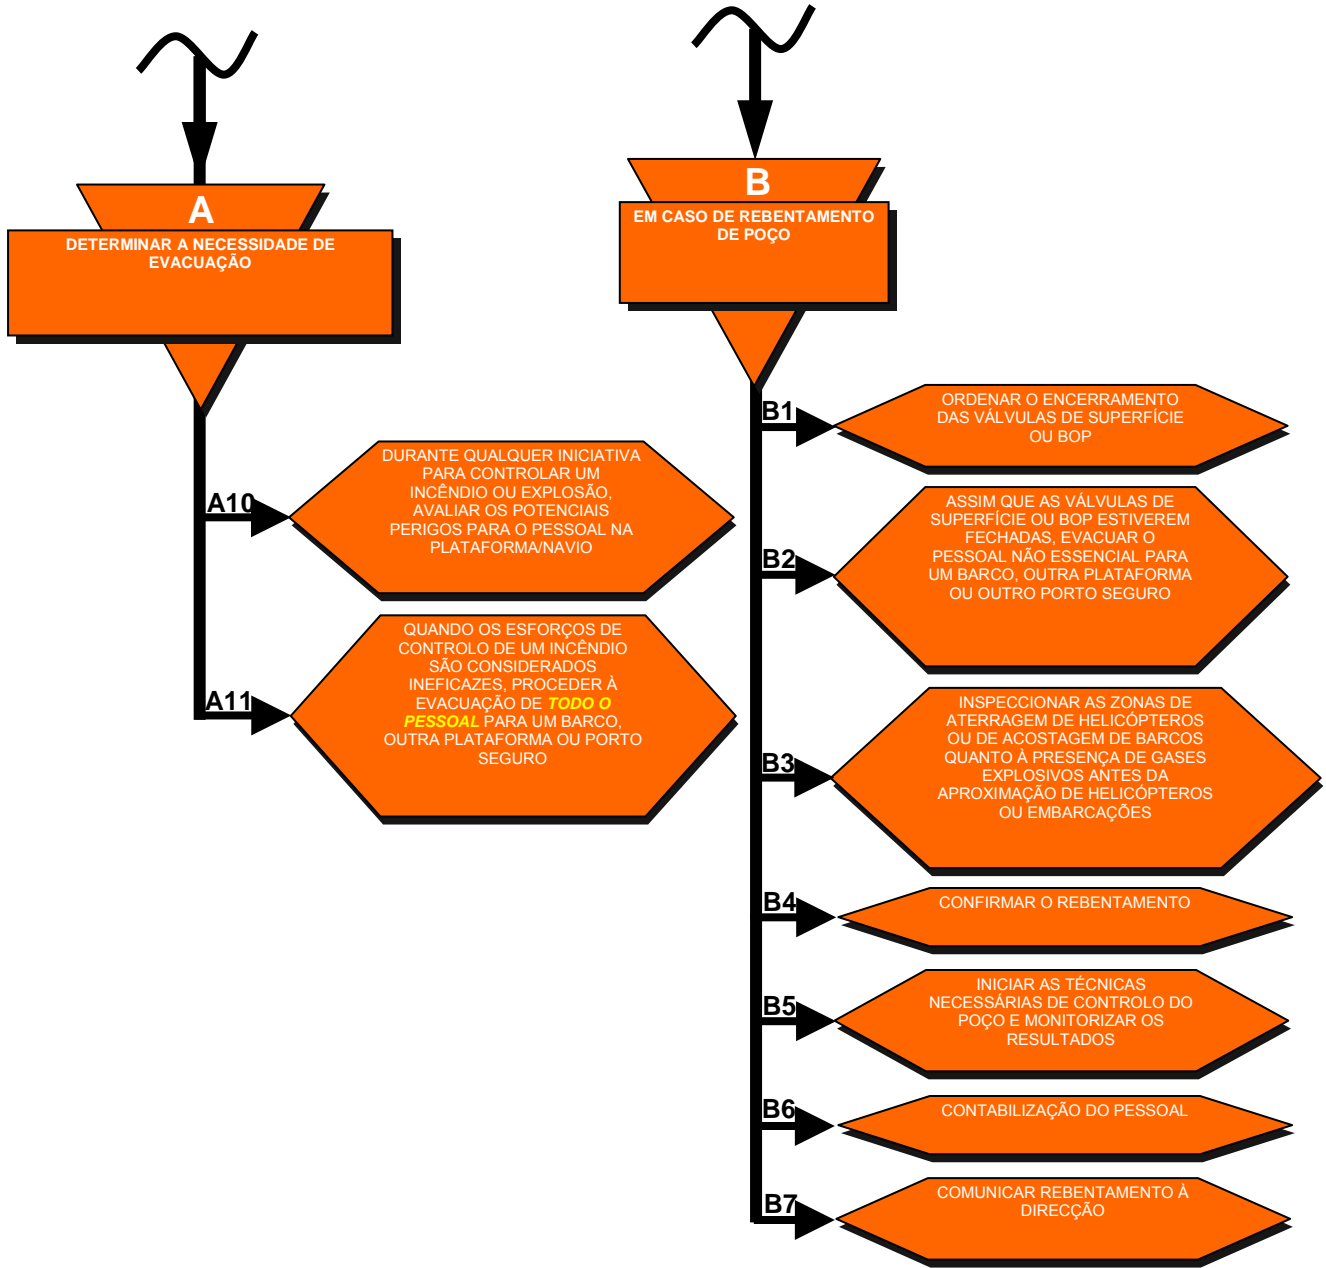 A
DETERMINAR A NECESSIDADE DE
EVACUAÇÃO
A10
DURANTE QUALQUER INICIATIVA
PARA CONTROLAR UM
INCÊNDIO OU EXPLOSÃO,
AVALIAR OS POTENCIAIS
PERIGOS PARA O PESSOAL NA
PLATAFORMA/NAVIO
A11
QUANDO OS ESFORÇOS DE
CONTROLO DE UM INCÊNDIO
SÃO CONSIDERADOS
INEFICAZES, PROCEDER À
EVACUAÇÃO DE TODO O
PESSOAL PARA UM BARCO,
OUTRA PLATAFORMA OU PORTO
SEGURO
B
EM CASO DE REBENTAMENTO
DE POÇO
B1
ORDENAR O ENCERRAMENTO
DAS VÁLVULAS DE SUPERFÍCIE
OU BOP
B2
ASSIM QUE AS VÁLVULAS DE
SUPERFÍCIE OU BOP ESTIVEREM
FECHADAS, EVACUAR O
PESSOAL NÃO ESSENCIAL PARA
UM BARCO, OUTRA PLATAFORMA
OU OUTRO PORTO SEGURO
B3
INSPECCIONAR AS ZONAS DE
ATERRAGEM DE HELICÓPTEROS
OU DE ACOSTAGEM DE BARCOS
QUANTO À PRESENÇA DE GASES
EXPLOSIVOS ANTES DA
APROXIMAÇÃO DE HELICÓPTEROS
OU EMBARCAÇÕES
B4
CONFIRMAR O REBENTAMENTO
B5
INICIAR AS TÉCNICAS
NECESSÁRIAS DE CONTROLO DO
POÇO E MONITORIZAR OS
RESULTADOS
B6
CONTABILIZAÇÃO DO PESSOAL
B7
COMUNICAR REBENTAMENTO À
DIRECÇÃO